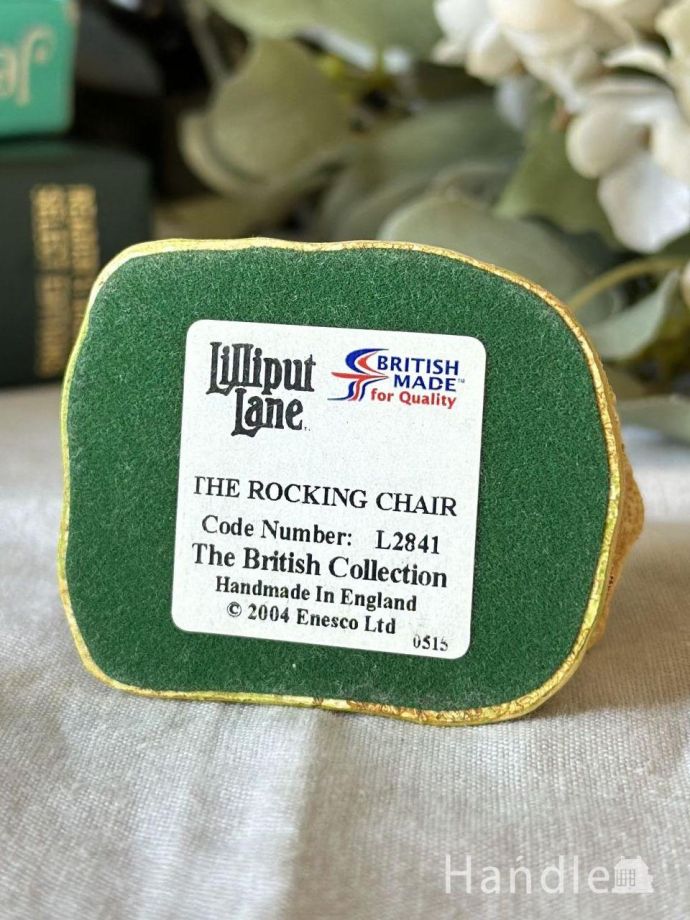 Lilliput
Lane
BRITISH
MADE™
for Quality
THE ROCKING CHAIR
Code Number: L2841
The British Collection
Handmade In England
© 2004 Enesco Ltd
0515
Handle